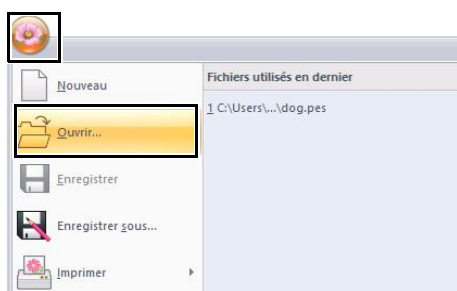 Nouveau
Ouvrir...
Enregistrer
Enregistrer sous...
Imprimer
Fichiers utilisés en dernier
1 C:\Users\...\dog.pes